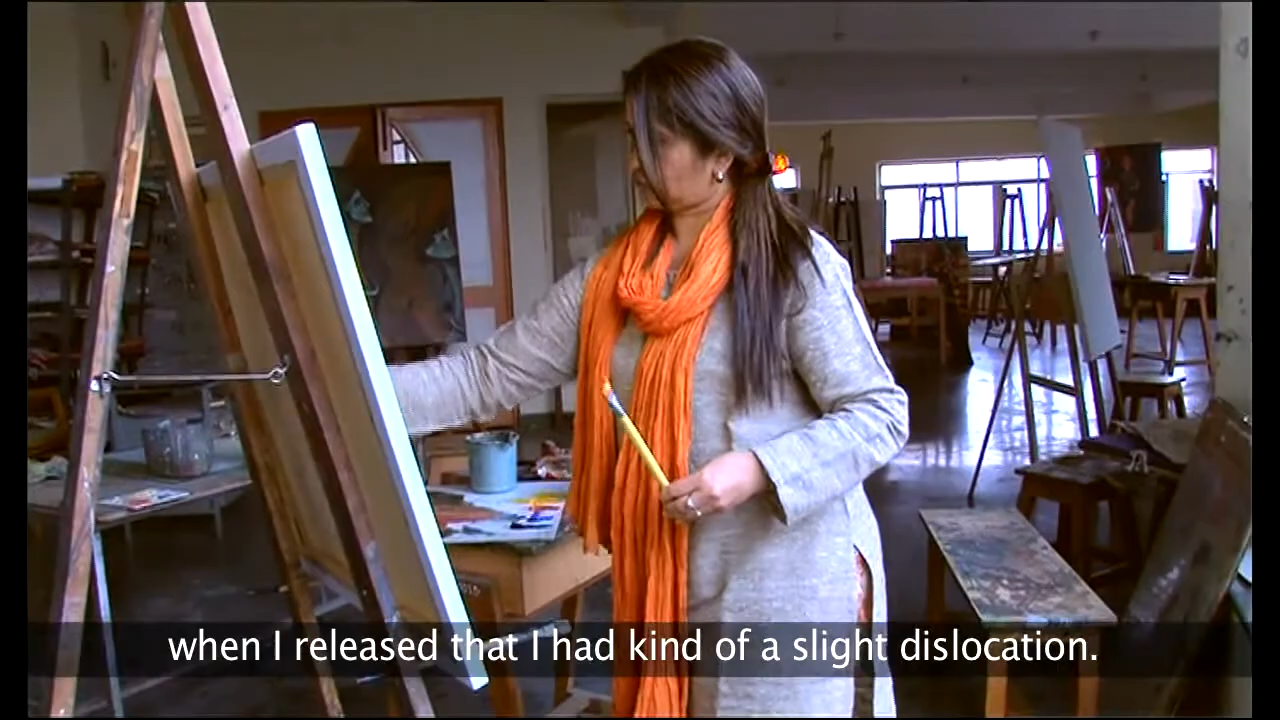 when I released that I had kind of a slight dislocation.